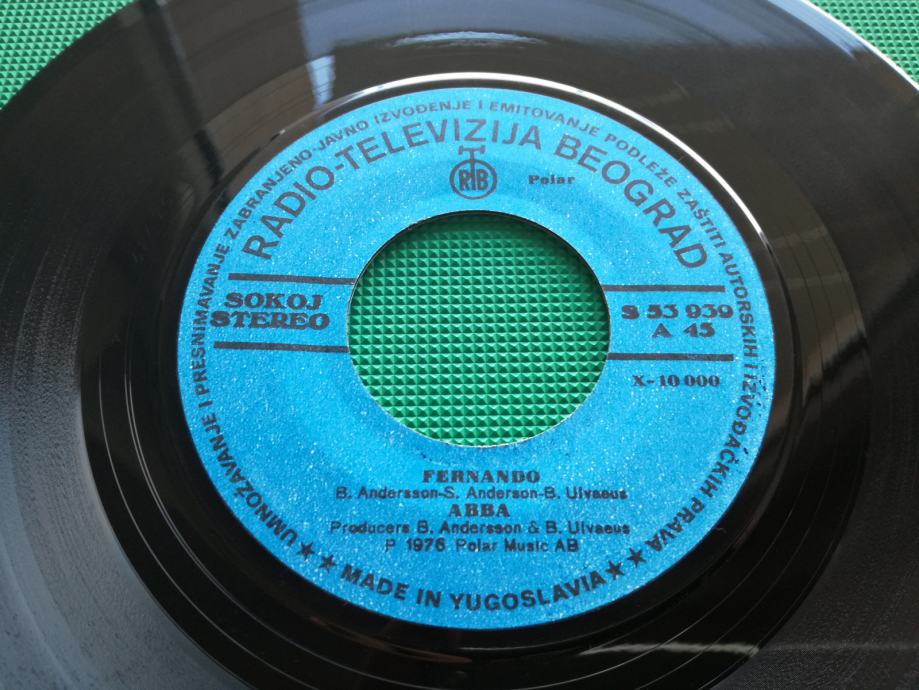 UMNOŽAVANJE I PRESNIMAVANJE ZABRANJENO-JAVNO IZVOĐENJE I EMITOVANJE PODLEŽE ZAŠTITI AUTORSKIH I IZVOĐAČKIH PRAVA
RADIO-TELEVIZIJA BEOGRAD
RTB
Polar
SOKOJ
STEREO
S 53 939
A 45
X-10 000
FERNANDO
B. Andersson-S. Anderson-B. Ulvaeus
ABBA
Producers B. Andersson & B. Ulvaeus
P 1976 Polar Music AB
★★ MADE IN YUGOSLAVIA ★★